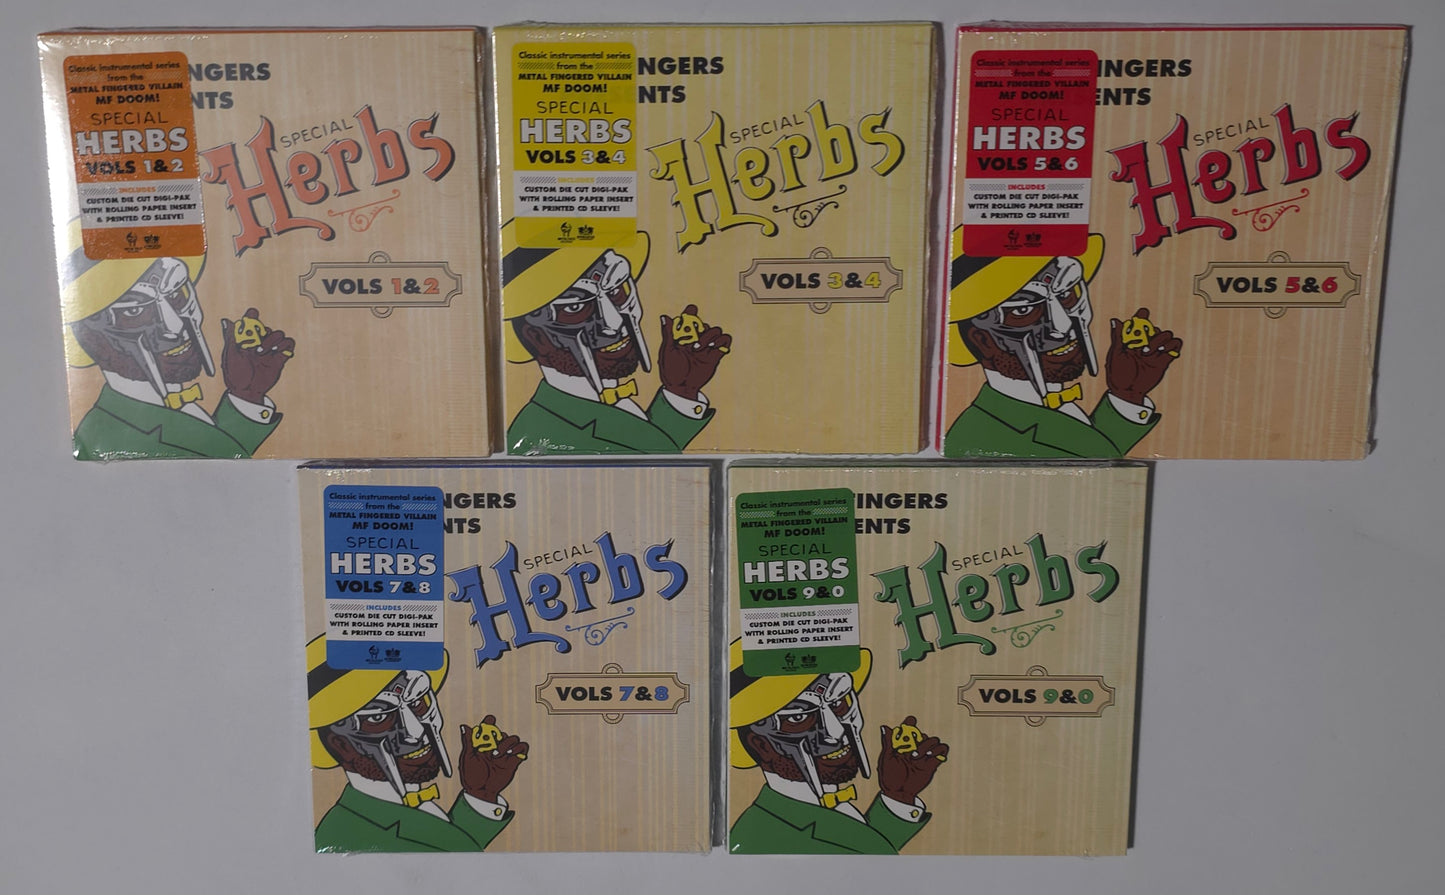 Classic instrumental series
from the
METAL FINGERED VILLAIN
MF DOOM!
SPECIAL
HERBS
VOLS 1&2
INCLUDES
CUSTOM DIE CUT DIGI-PAK
WITH ROLLING PAPER INSERT
& PRINTED CD SLEEVE!
NGERS
NTS
SPECIAL
Herbs
VOLS 1&2
Classic instrumental series
from the
METAL FINGERED VILLAIN
MF DOOM!
SPECIAL
HERBS
VOLS 3&4
INCLUDES
CUSTOM DIE CUT DIGI-PAK
WITH ROLLING PAPER INSERT
& PRINTED CD SLEEVE!
NGERS
NTS
SPECIAL
Herbs
VOLS 3&4
Classic instrumental series
from the
METAL FINGERED VILLAIN
MF DOOM!
SPECIAL
HERBS
VOLS 5&6
INCLUDES
CUSTOM DIE CUT DIGI-PAK
WITH ROLLING PAPER INSERT
& PRINTED CD SLEEVE!
INGERS
ENTS
SPECIAL
Herbs
VOLS 5&6
Classic instrumental series
from the
METAL FINGERED VILLAIN
MF DOOM!
SPECIAL
HERBS
VOLS 7&8
INCLUDES
CUSTOM DIE CUT DIGI-PAK
WITH ROLLING PAPER INSERT
& PRINTED CD SLEEVE!
NGERS
NTS
SPECIAL
Herbs
VOLS 7&8
Classic instrumental series
from the
METAL FINGERED VILLAIN
MF DOOM!
SPECIAL
HERBS
VOLS 9&0
INCLUDES
CUSTOM DIE CUT DIGI-PAK
WITH ROLLING PAPER INSERT
& PRINTED CD SLEEVE!
FINGERS
ENTS
SPECIAL
Herbs
VOLS 9&0